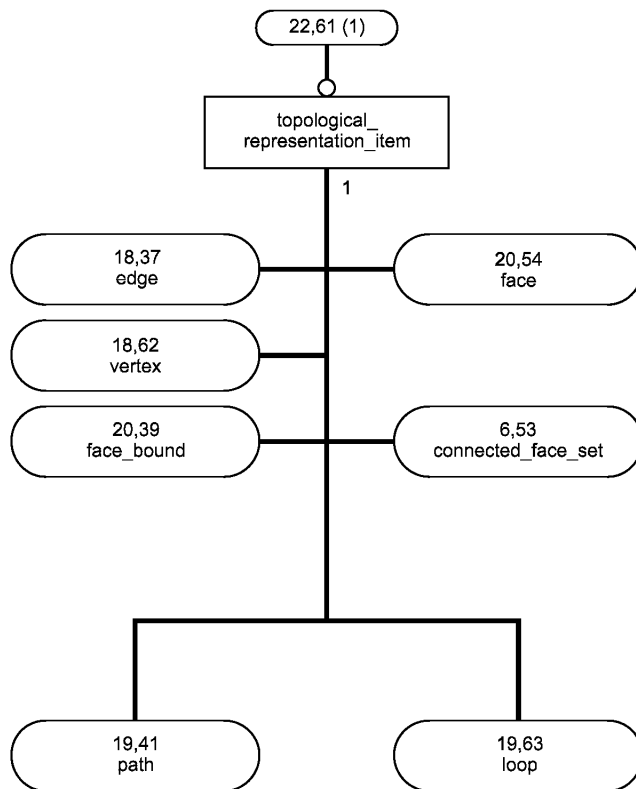 22,61 (1)
topological_
representation_item
1
18,37
edge
20,54
face
18,62
vertex
20,39
face_bound
6,53
connected_face_set
19,41
path
19,63
loop